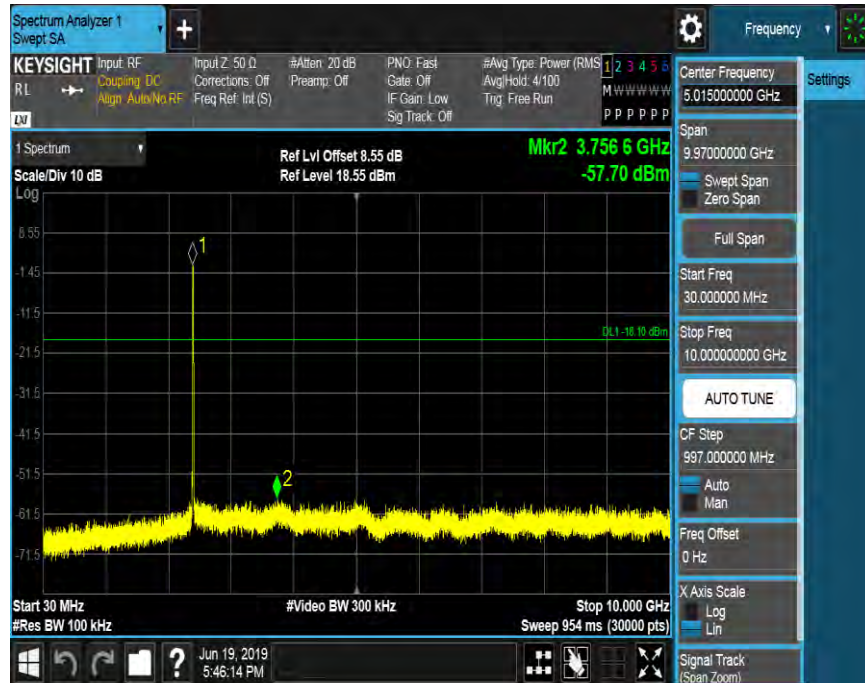 Spectrum Analyzer 1
Swept SA
+
Frequency
KEYSIGHT
RL
LXI
Input: RF
Coupling: DC
Align: Auto/No RF
Input Z: 50 Ω
Corrections: Off
Freq Ref: Int (S)
#Atten: 20 dB
Preamp: Off
PNO: Fast
Gate: Off
IF Gain: Low
Sig Track: Off
#Avg Type: Power (RMS
Avg|Hold: 4/100
Trig: Free Run
1 2 3 4 5 6
M W W W W W
P P P P P P
1 Spectrum
Scale/Div 10 dB
Log
Ref Lvl Offset 8.55 dB
Ref Level 18.55 dBm
Mkr2 3.756 6 GHz
-57.70 dBm
8.55
-1.45
-11.5
-21.5
-31.5
-41.5
-51.5
-61.5
-71.5
1
DL1 -18.10 dBm
2
Start 30 MHz
#Res BW 100 kHz
#Video BW 300 kHz
Stop 10.000 GHz
Sweep 954 ms (30000 pts)
?
Jun 19, 2019
5:46:14 PM
Center Frequency
5.015000000 GHz
Settings
Span
9.97000000 GHz
Swept Span
Zero Span
Full Span
Start Freq
30.000000 MHz
Stop Freq
10.000000000 GHz
AUTO TUNE
CF Step
997.000000 MHz
Auto
Man
Freq Offset
0 Hz
X Axis Scale
Log
Lin
Signal Track
(Span Zoom)